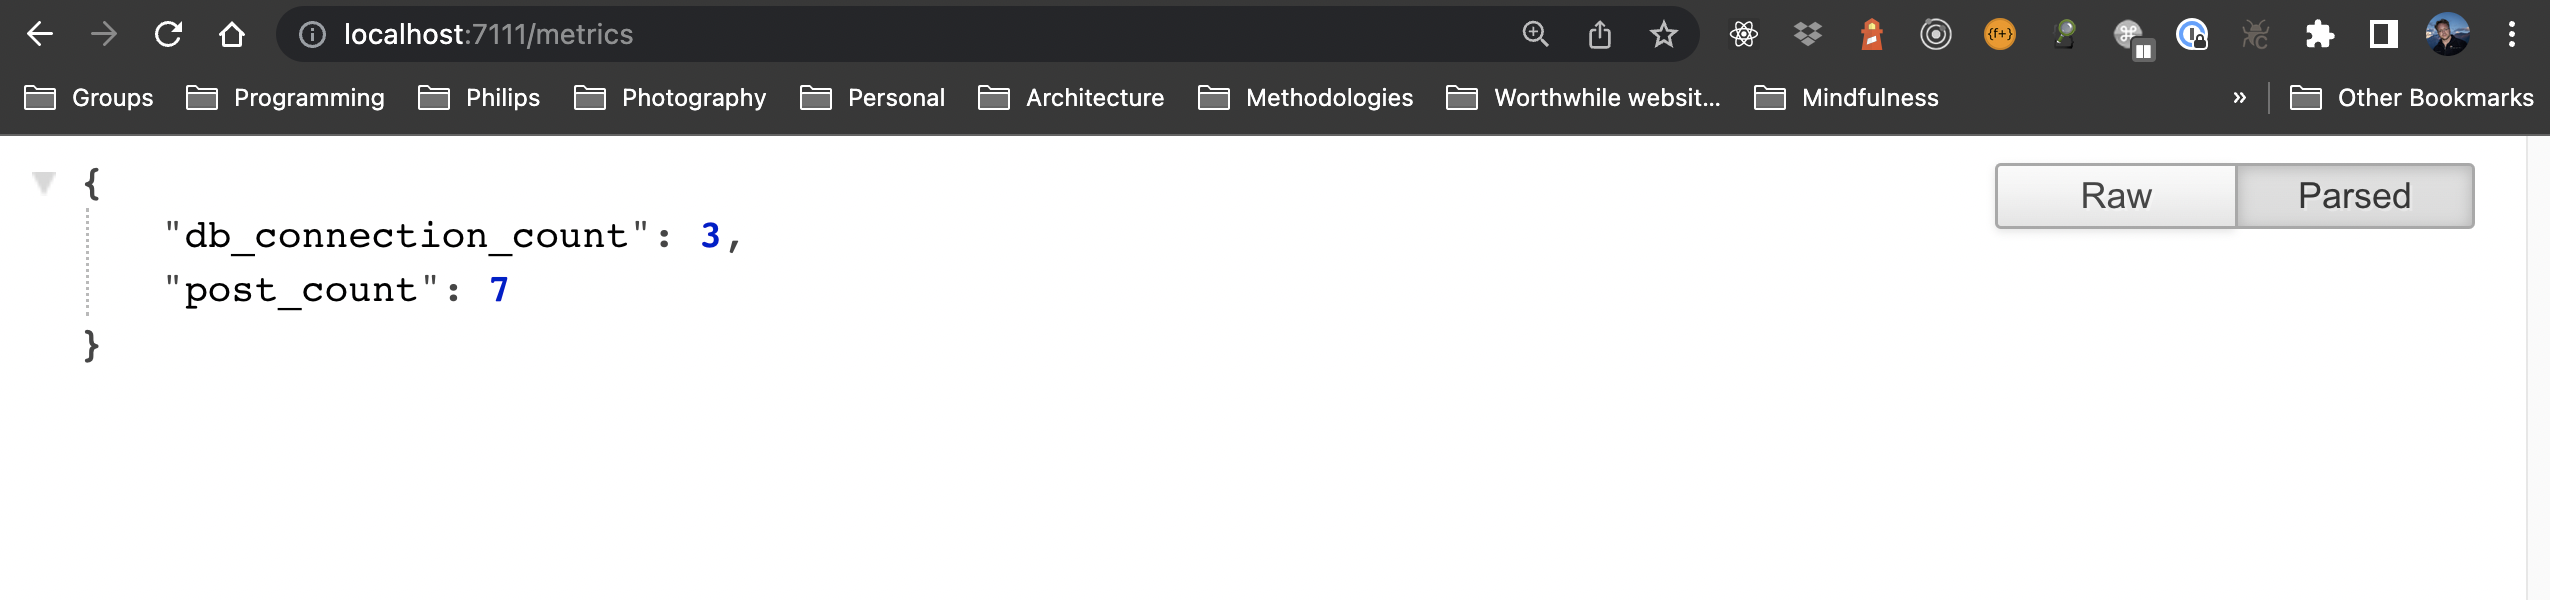 localhost:7111/metrics
{f+}
C
Groups Programming Philips Photography Personal Architecture Methodologies Worthwhile websit... Mindfulness » Other Bookmarks
{
Raw Parsed
"db_connection_count": 3,
"post_count": 7
}